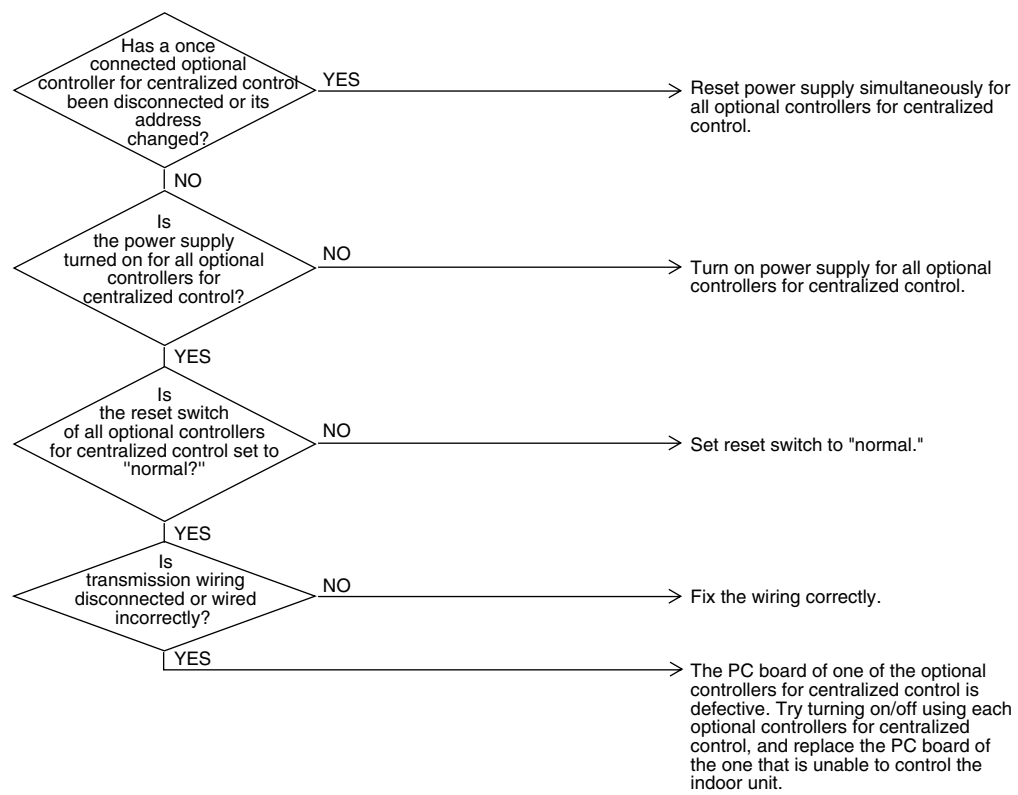 Has a once
connected optional
controller for centralized control
been disconnected or its
address
changed?
YES
Reset power supply simultaneously for
all optional controllers for centralized
control.
NO
Is
the power supply
turned on for all optional
controllers for
centralized control?
NO
Turn on power supply for all optional
controllers for centralized control.
YES
Is
the reset switch
of all optional controllers
for centralized control set to
"normal?"
NO
Set reset switch to "normal."
YES
Is
transmission wiring
disconnected or wired
incorrectly?
NO
Fix the wiring correctly.
YES
The PC board of one of the optional
controllers for centralized control is
defective. Try turning on/off using each
optional controllers for centralized
control, and replace the PC board of
the one that is unable to control the
indoor unit.